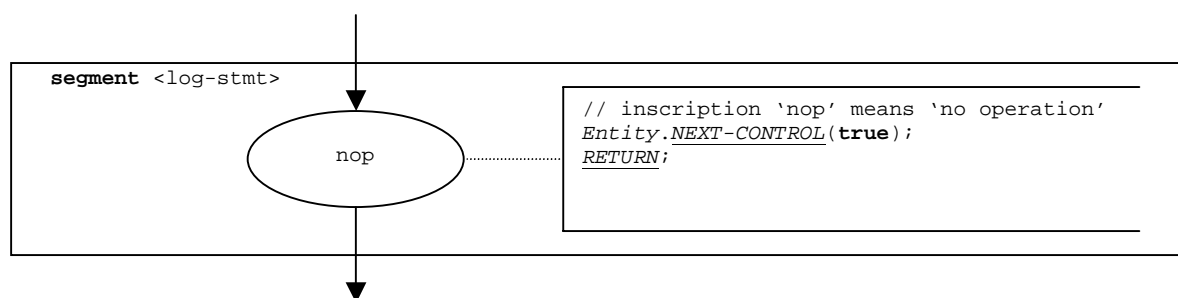 segment <log-stmt>
nop
// inscription ‘nop’ means ‘no operation’
Entity.NEXT-CONTROL(true);
RETURN;